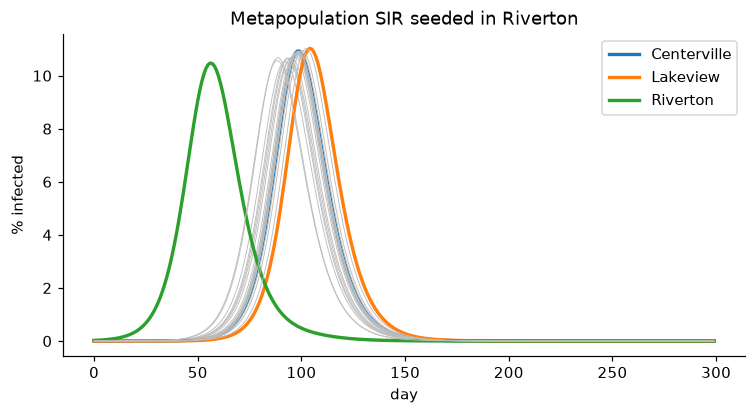 Metapopulation SIR seeded in Riverton
Centerville
Lakeview
Riverton
% infected
10
8
6
4
2
0
0 50 100 150 200 250 300
day